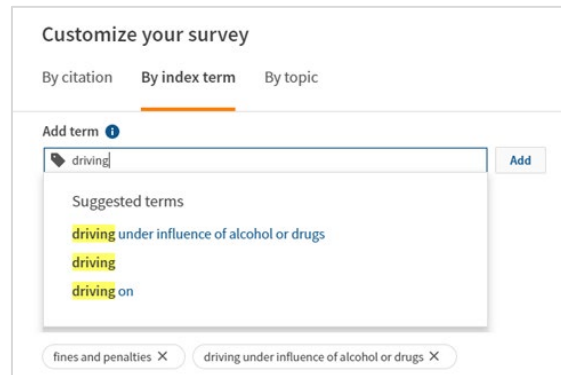 Customize your survey
By citation By index term By topic
Add term
driving Add
Suggested terms
driving under influence of alcohol or drugs
driving
driving on
fines and penalties × driving under influence of alcohol or drugs ×